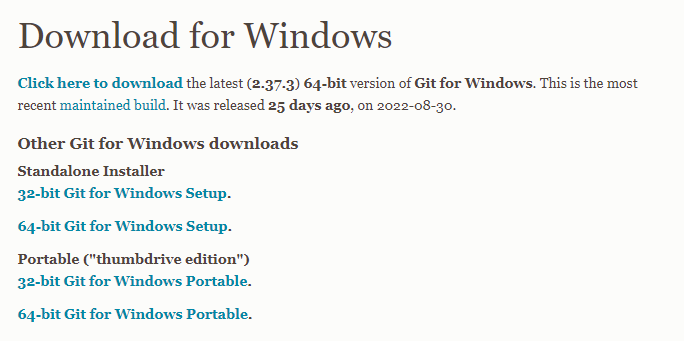 Download for Windows
Click here to download the latest (2.37.3) 64-bit version of Git for Windows. This is the most
recent maintained build. It was released 25 days ago, on 2022-08-30.
Other Git for Windows downloads
Standalone Installer
32-bit Git for Windows Setup.
64-bit Git for Windows Setup.
Portable ("thumbdrive edition")
32-bit Git for Windows Portable.
64-bit Git for Windows Portable.